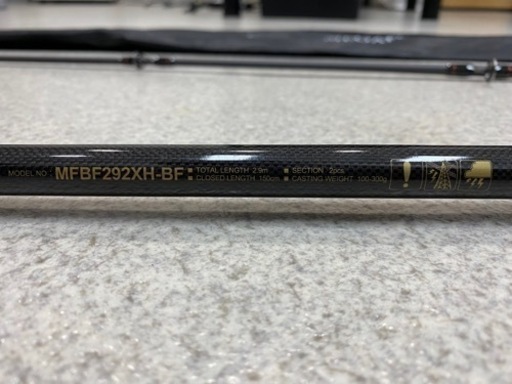 MODEL NO MFBF292XH-BF ■ TOTAL LENGTH 2.9m ■ SECTION 2pcs
■ CLOSED LENGTH 150cm ■ CASTING WEIGHT 100-300g